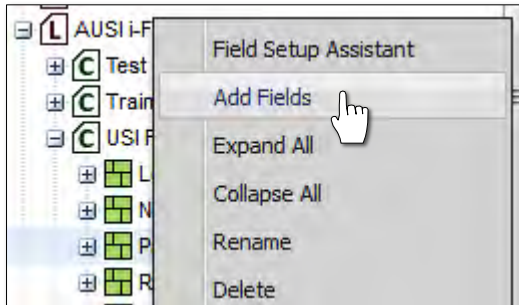 L AUSI i-F
Field Setup Assistant
C Test
Add Fields
C Train
Expand All
C USI F
Collapse All
L
N
Rename
P
Delete
R